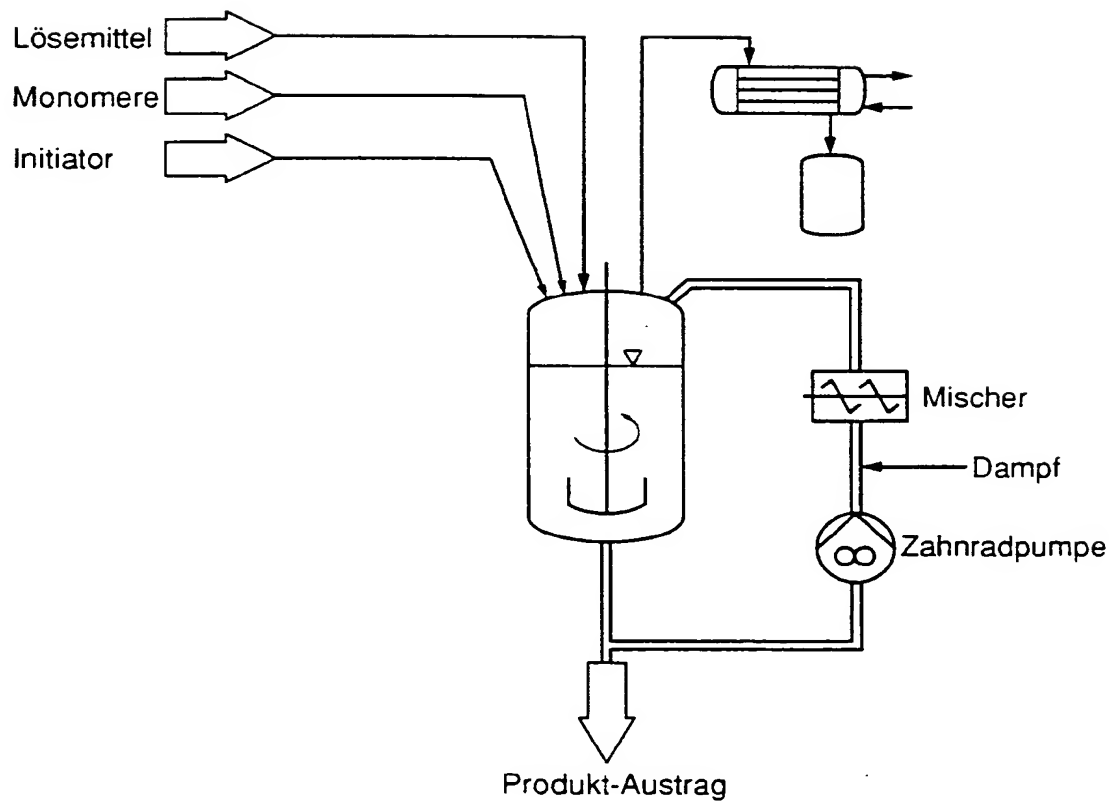 Lösemittel
Monomere
Initiator
Mischer
Dampf
Zahnradpumpe
Produkt-Austrag